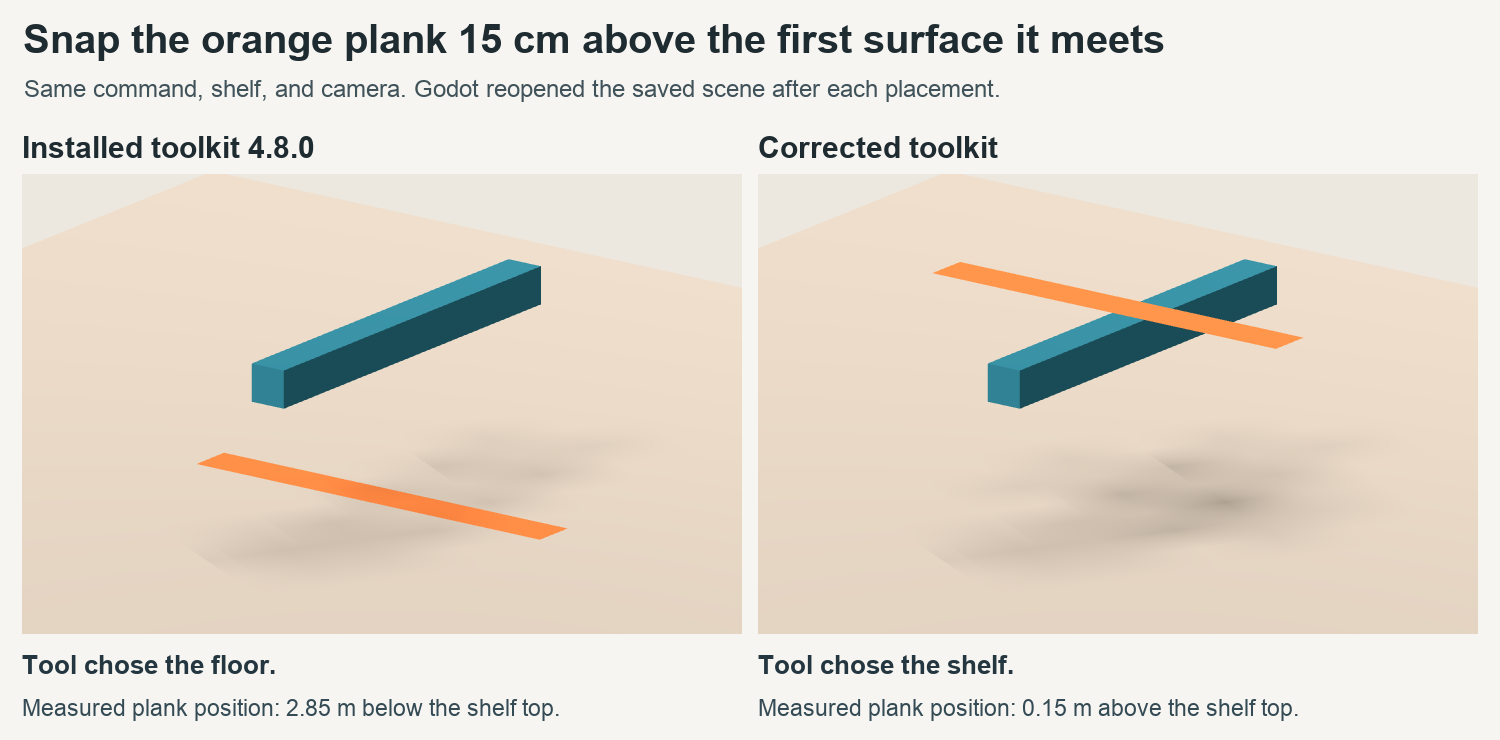 Snap the orange plank 15 cm above the first surface it meets
Same command, shelf, and camera. Godot reopened the saved scene after each placement.
Installed toolkit 4.8.0
Corrected toolkit
Tool chose the floor.
Tool chose the shelf.
Measured plank position: 2.85 m below the shelf top.
Measured plank position: 0.15 m above the shelf top.